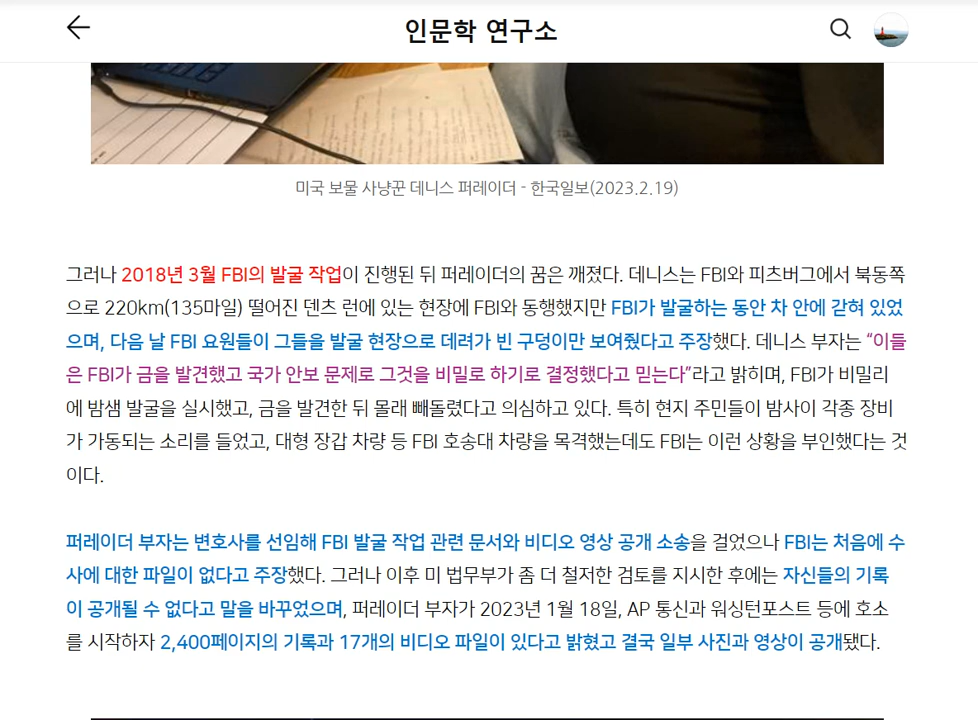 인문학 연구소
미국 보물 사냥꾼 데니스 퍼레이더 - 한국일보(2023.2.19)
그러나 2018년 3월 FBI의 발굴 작업이 진행된 뒤 퍼레이더의 꿈은 깨졌다. 데니스는 FBI와 피츠버그에서 북동쪽
으로 220km(135마일) 떨어진 덴츠 런에 있는 현장에 FBI와 동행했지만 FBI가 발굴하는 동안 차 안에 갇혀 있었
으며, 다음 날 FBI 요원들이 그들을 발굴 현장으로 데려가 빈 구덩이만 보여줬다고 주장했다. 데니스 부자는 “이들
은 FBI가 금을 발견했고 국가 안보 문제로 그것을 비밀로 하기로 결정했다고 믿는다”라고 밝히며, FBI가 비밀리
에 밤샘 발굴을 실시했고, 금을 발견한 뒤 몰래 빼돌렸다고 의심하고 있다. 특히 현지 주민들이 밤사이 각종 장비
가 가동되는 소리를 들었고, 대형 장갑 차량 등 FBI 호송대 차량을 목격했는데도 FBI는 이런 상황을 부인했다는 것
이다.
퍼레이더 부자는 변호사를 선임해 FBI 발굴 작업 관련 문서와 비디오 영상 공개 소송을 걸었으나 FBI는 처음에 수
사에 대한 파일이 없다고 주장했다. 그러나 이후 미 법무부가 좀 더 철저한 검토를 지시한 후에는 자신들의 기록
이 공개될 수 없다고 말을 바꾸었으며, 퍼레이더 부자가 2023년 1월 18일, AP 통신과 워싱턴포스트 등에 호소
를 시작하자 2,400페이지의 기록과 17개의 비디오 파일이 있다고 밝혔고 결국 일부 사진과 영상이 공개됐다.